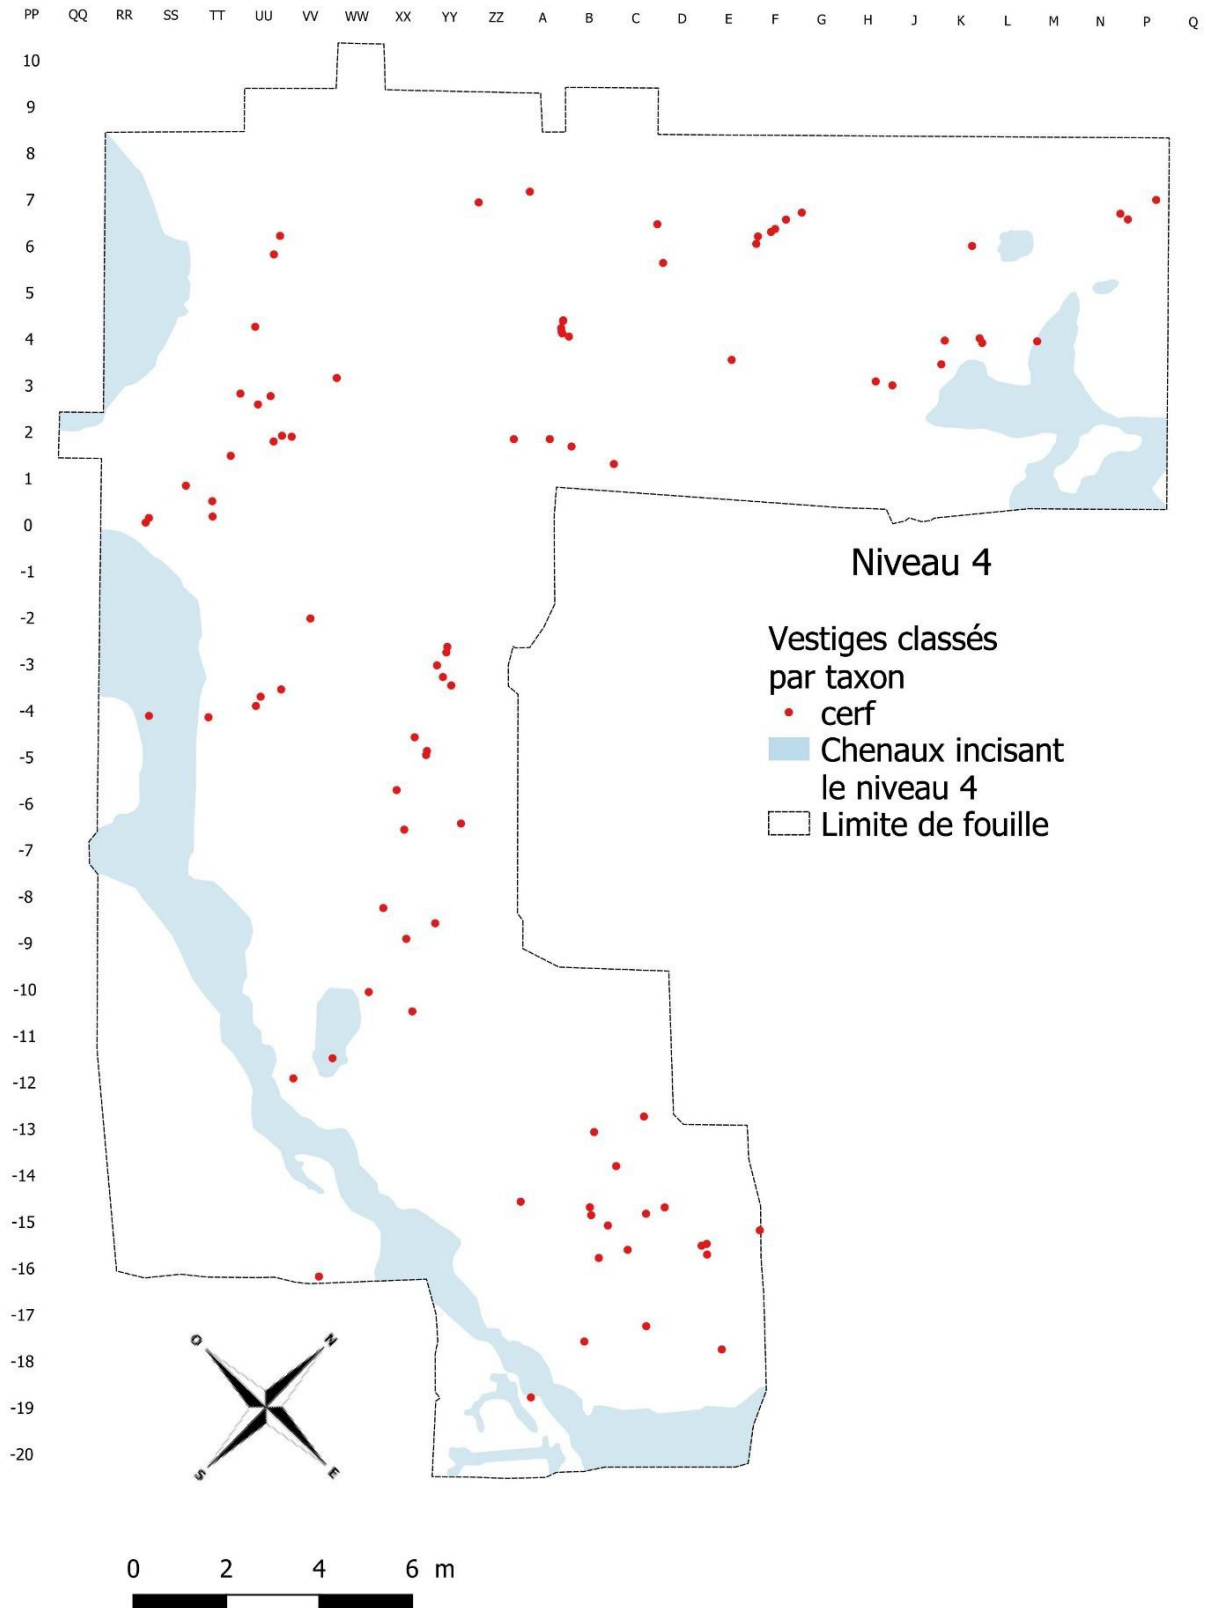 PP QQ RR SS TT UU VV WW XX YY ZZ A B C D E F G H J K L M N P Q
10
9
8
7
6
5
4
3
2
1
0
-1
-2
-3
-4
-5
-6
-7
-8
-9
-10
-11
-12
-13
-14
-15
-16
-17
-18
-19
-20
Niveau 4
Vestiges classés
par taxon
cerf
Chenaux incisant
le niveau 4
Limite de fouille
O N
S E
0 2 4 6 m